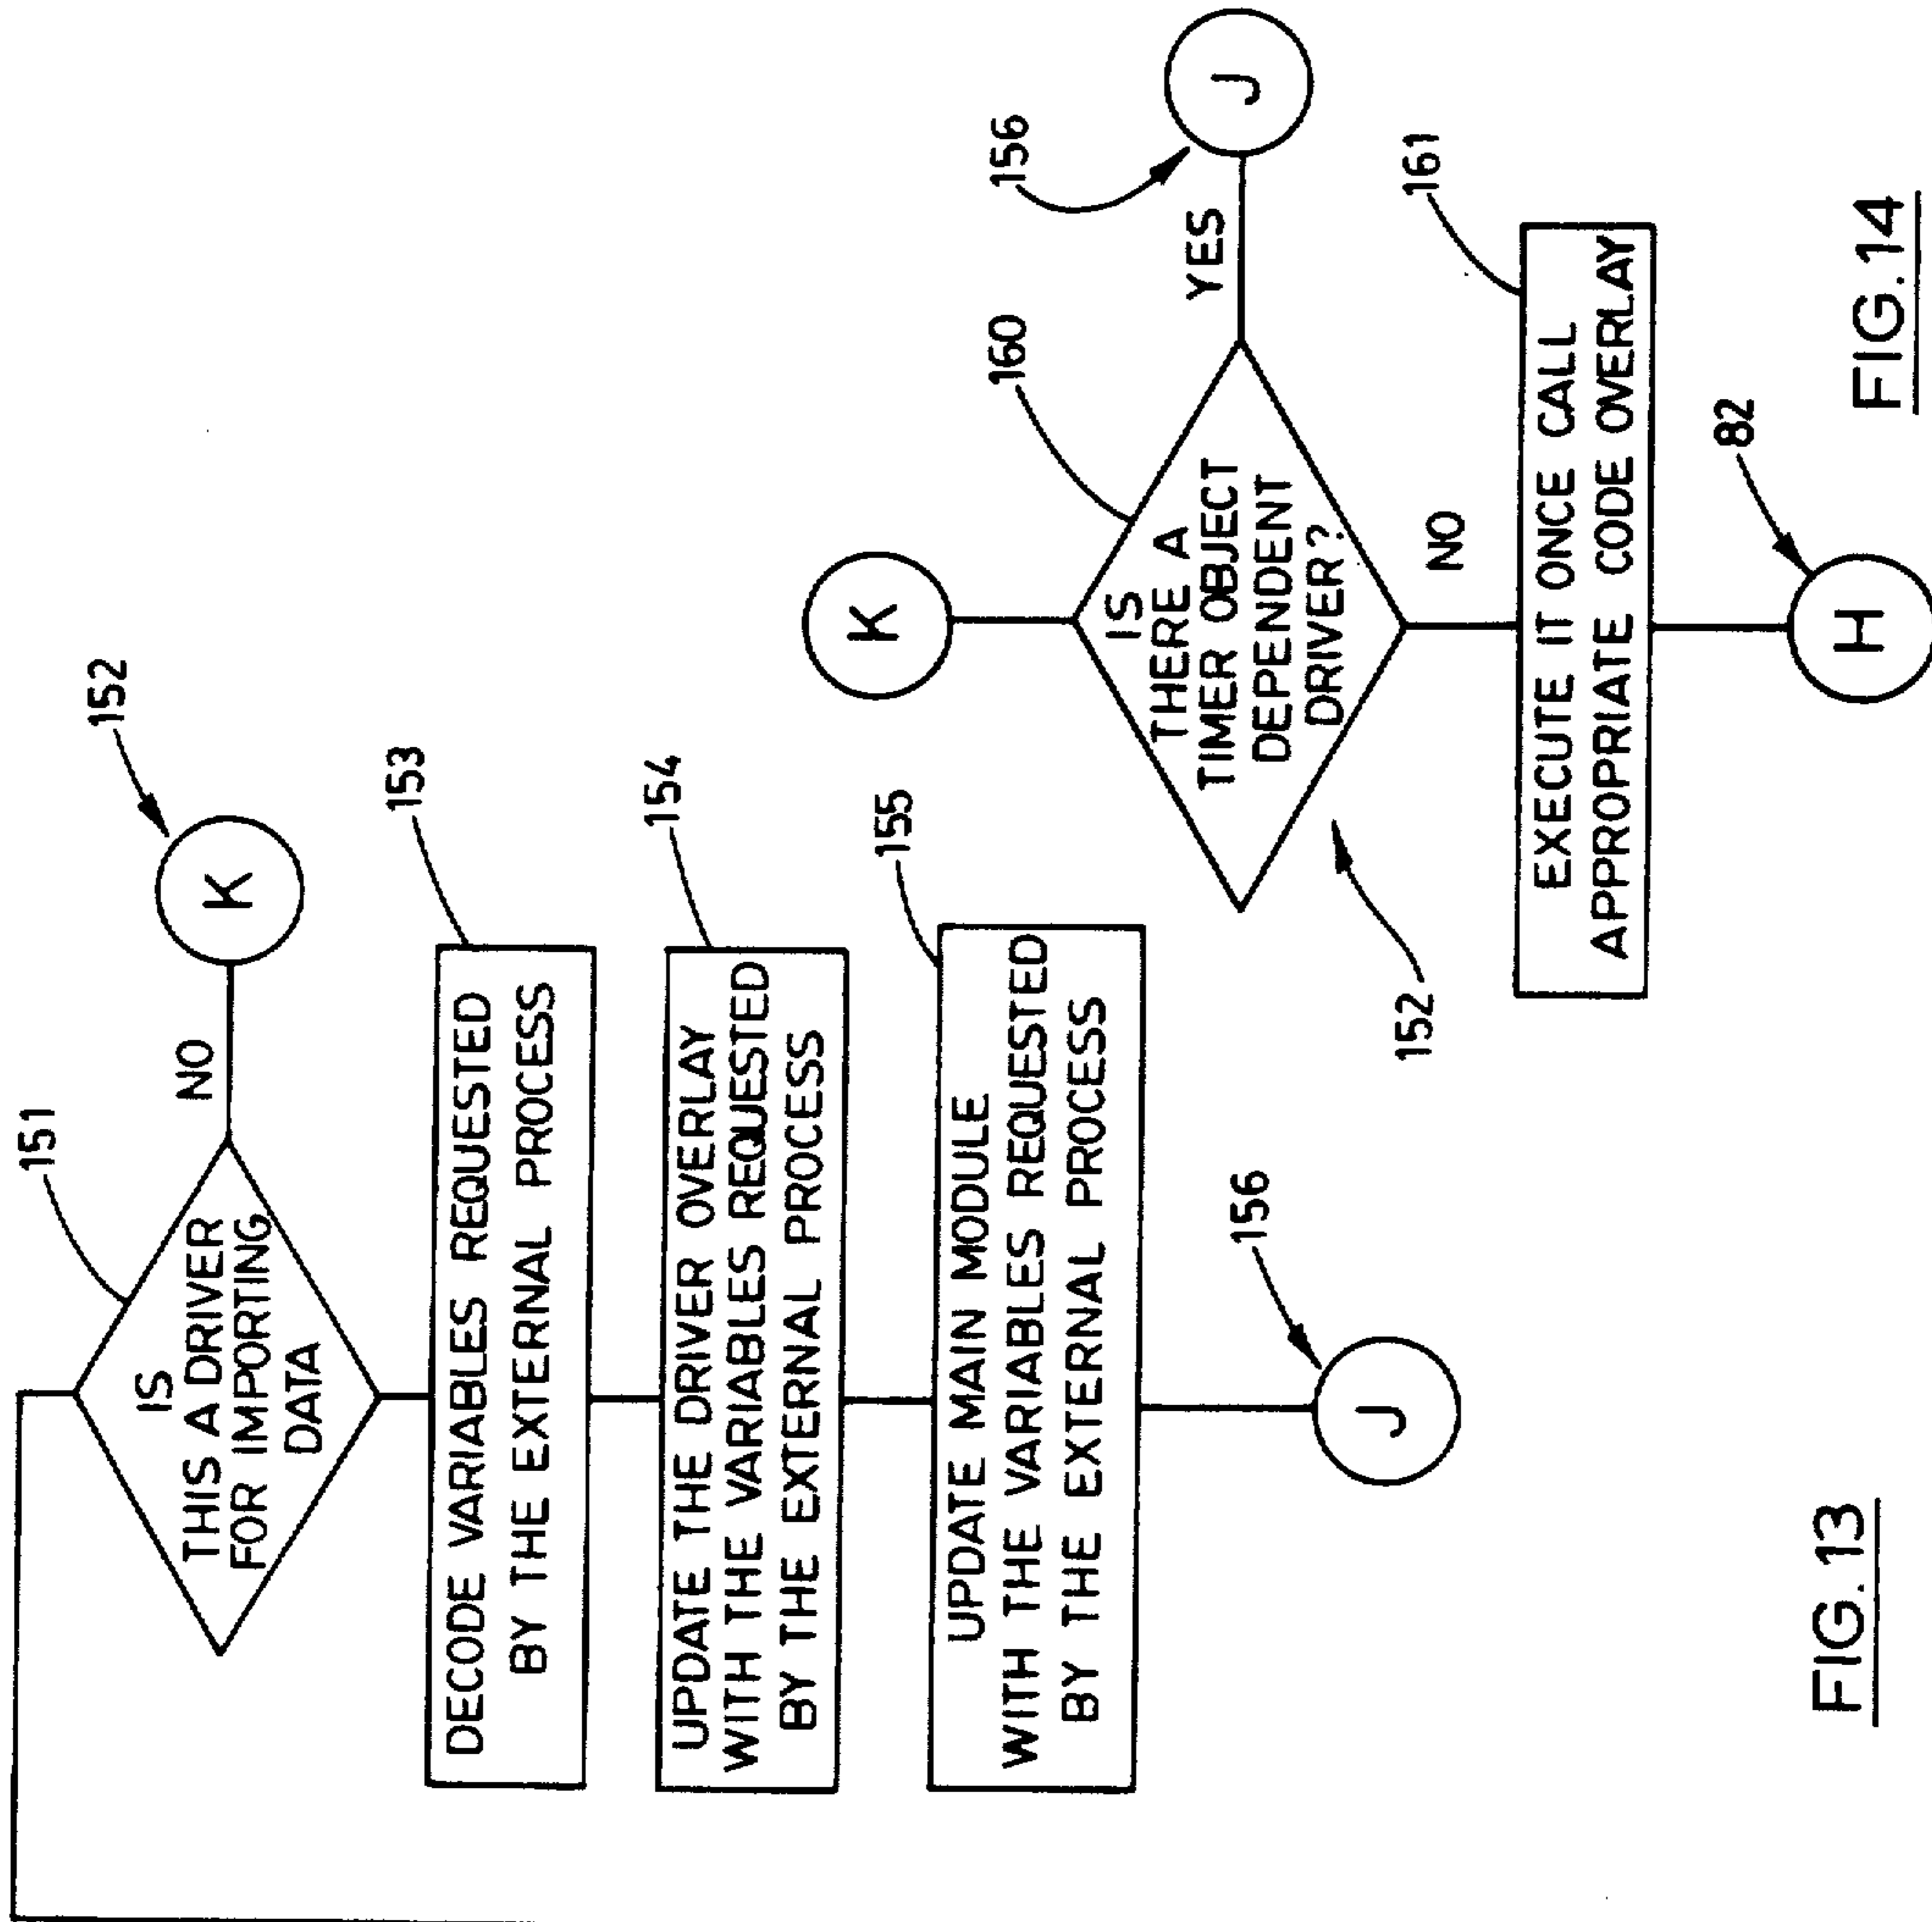 151
IS
THIS A DRIVER
FOR IMPORTING
DATA
NO
152
K
153
DECODE VARIABLES REQUESTED
BY THE EXTERNAL PROCESS
154
UPDATE THE DRIVER OVERLAY
WITH THE VARIABLES REQUESTED
BY THE EXTERNAL PROCESS
155
UPDATE MAIN MODULE
WITH THE VARIABLES REQUESTED
BY THE EXTERNAL PROCESS
156
J
FIG.13
K
160
IS
THERE A
TIMER OBJECT
DEPENDENT
DRIVER?
YES
156
J
152
NO
161
EXECUTE IT ONCE CALL
APPROPRIATE CODE OVERLAY
82
H
FIG.14